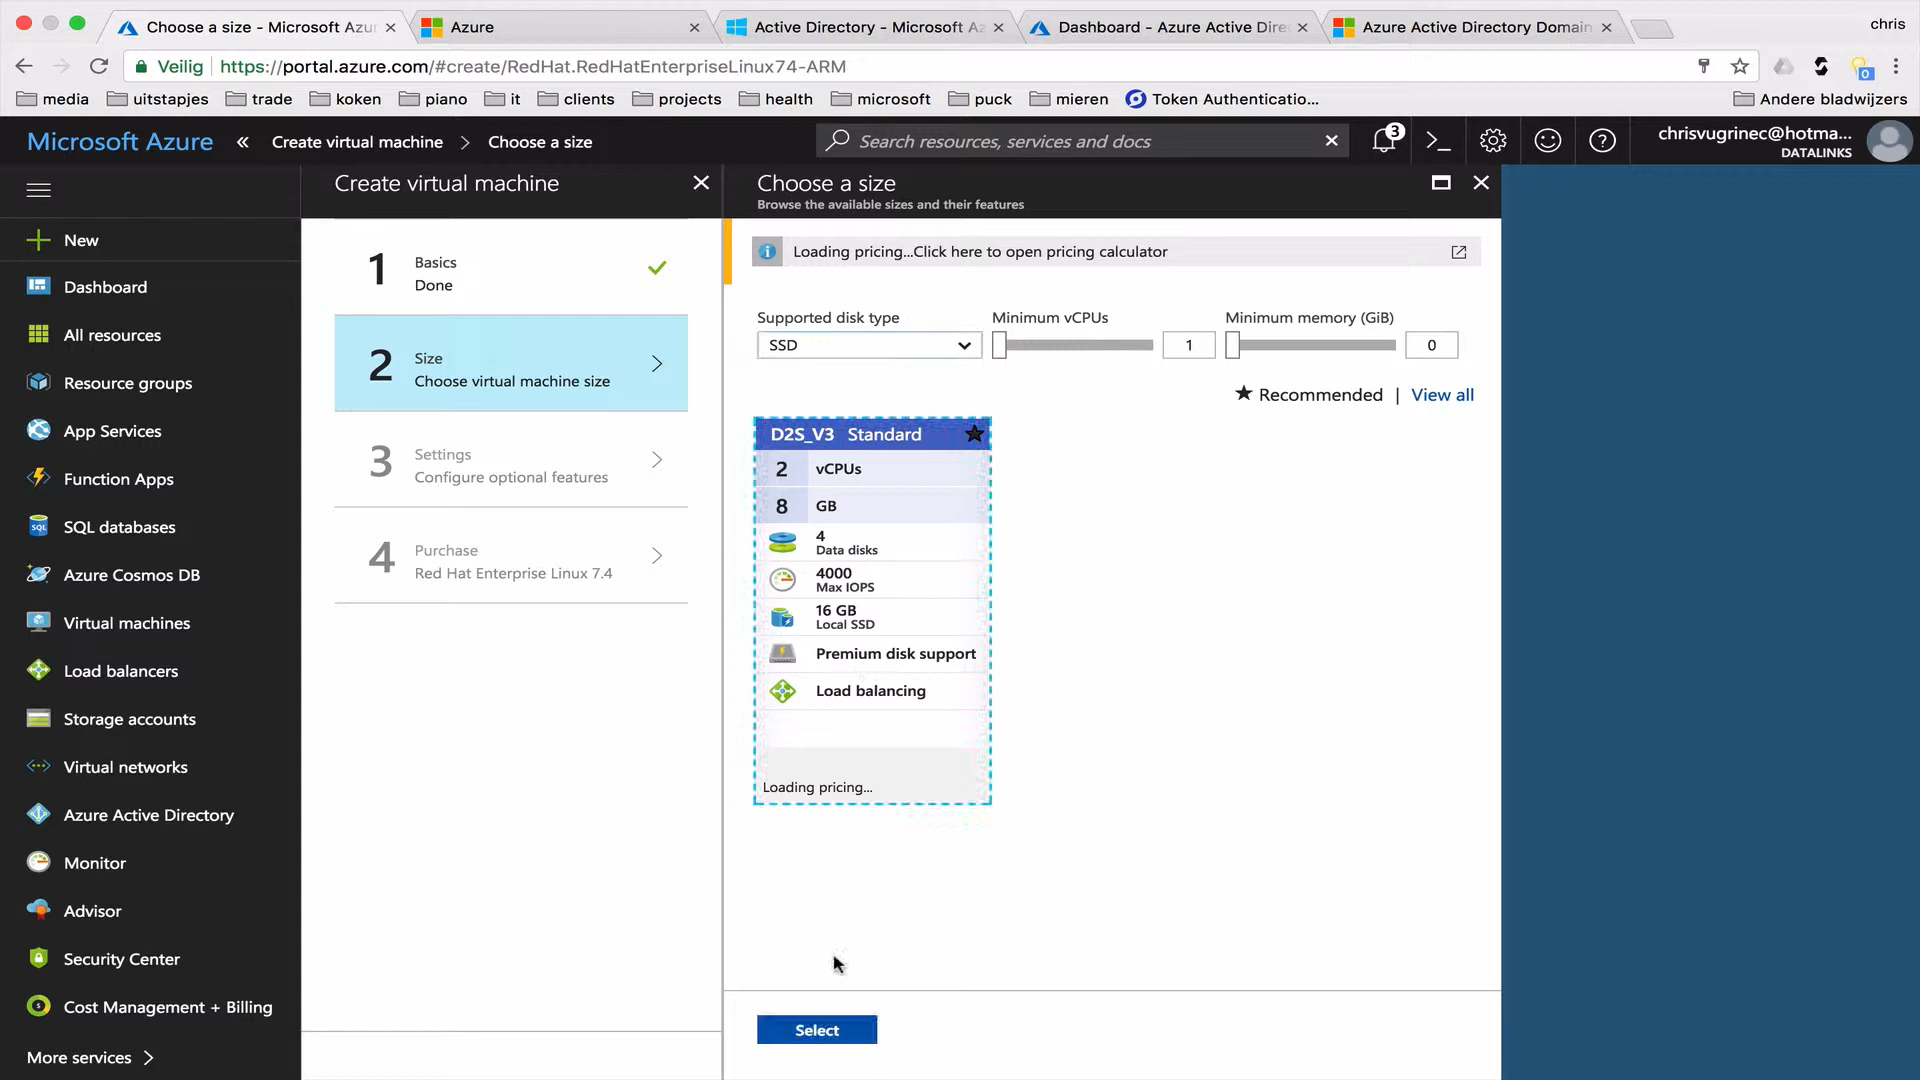 Choose a size - Microsoft Azur
Azure
Active Directory - Microsoft Az
Dashboard - Azure Active Dire
Azure Active Directory Domain
chris
Veilig
https://portal.azure.com/#create/RedHat.RedHatEnterpriseLinux74-ARM
0
media
uitstapjes
trade
koken
piano
it
clients
projects
health
microsoft
puck
mieren
Token Authenticatio...
Andere bladwijzers
Microsoft Azure
«
Create virtual machine
>
Choose a size
Search resources, services and docs
3
chrisvugrinec@hotma...
DATALINKS
New
Dashboard
All resources
Resource groups
App Services
Function Apps
SQL databases
Azure Cosmos DB
Virtual machines
Load balancers
Storage accounts
Virtual networks
Azure Active Directory
Monitor
Advisor
Security Center
Cost Management + Billing
More services
Create virtual machine
1
Basics
Done
2
Size
Choose virtual machine size
3
Settings
Configure optional features
4
Purchase
Red Hat Enterprise Linux 7.4
Choose a size
Browse the available sizes and their features
Loading pricing...Click here to open pricing calculator
Supported disk type
SSD
Minimum vCPUs
1
Minimum memory (GiB)
0
★ Recommended | View all
D2S_V3 Standard
2 vCPUs
8 GB
4
Data disks
4000
Max IOPS
16 GB
Local SSD
Premium disk support
Load balancing
Loading pricing...
Select